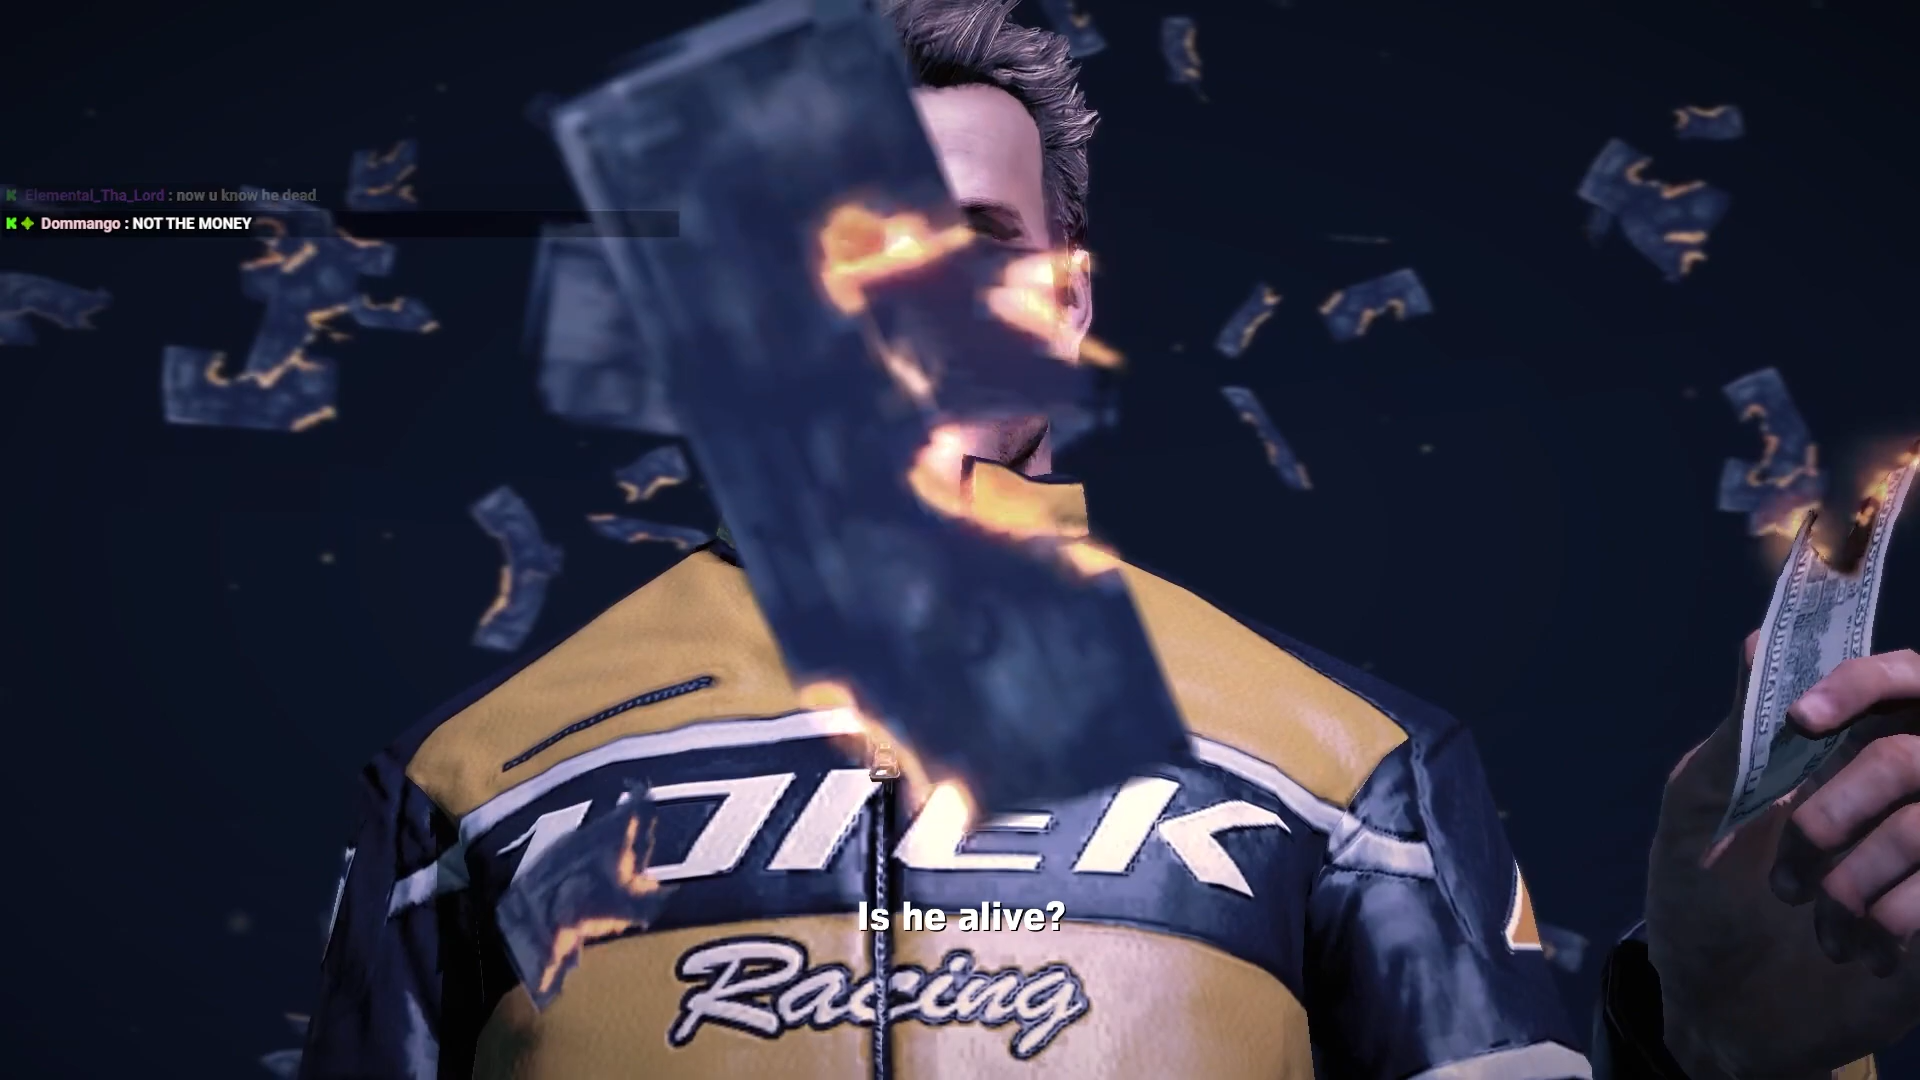 Elemental_Tha_Lord : now u know he dead
Dommango : NOT THE MONEY
Is he alive?
Racing